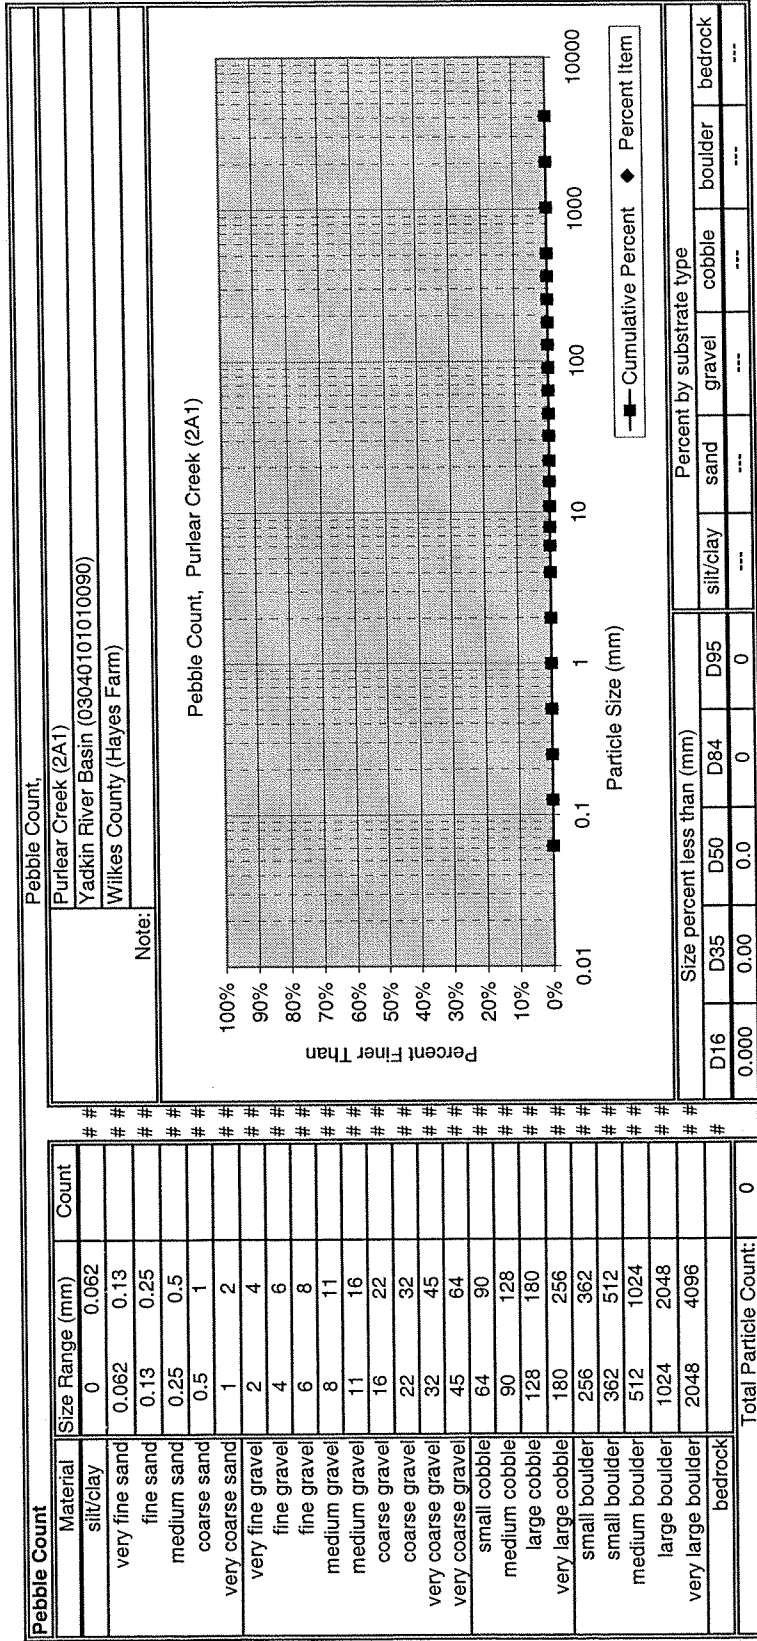 Pebble Count
Material Size Range (mm) Count
silt/clay 0 0.062 # #
very fine sand 0.062 0.13 # #
fine sand 0.13 0.25 # #
medium sand 0.25 0.5 # #
coarse sand 0.5 1 # #
very coarse sand 1 2 # #
very fine gravel 2 4 # #
fine gravel 4 6 # #
fine gravel 6 8 # #
medium gravel 8 11 # #
medium gravel 11 16 # #
coarse gravel 16 22 # #
coarse gravel 22 32 # #
very coarse gravel 32 45 # #
very coarse gravel 45 64 # #
small cobble 64 90 # #
medium cobble 90 128 # #
large cobble 128 180 # #
very large cobble 180 256 # #
small boulder 256 362 # #
small boulder 362 512 # #
medium boulder 512 1024 # #
large boulder 1024 2048 # #
very large boulder 2048 4096 # #
bedrock #
Total Particle Count: 0
Pebble Count,
Purlear Creek (2A1)
Yadkin River Basin (03040101010090)
Wilkes County (Hayes Farm)
Note:
Pebble Count, Purlear Creek (2A1)
Percent Finer Than
100%
90%
80%
70%
60%
50%
40%
30%
20%
10%
0%
0.01 0.1 1 10 100 1000 10000
Particle Size (mm)
Cumulative Percent Percent Item
Size percent less than (mm) Percent by substrate type
D16 D35 D50 D84 D95 silt/clay sand gravel cobble boulder bedrock
0.000 0.00 0.0 0 0 --- --- --- --- --- ---